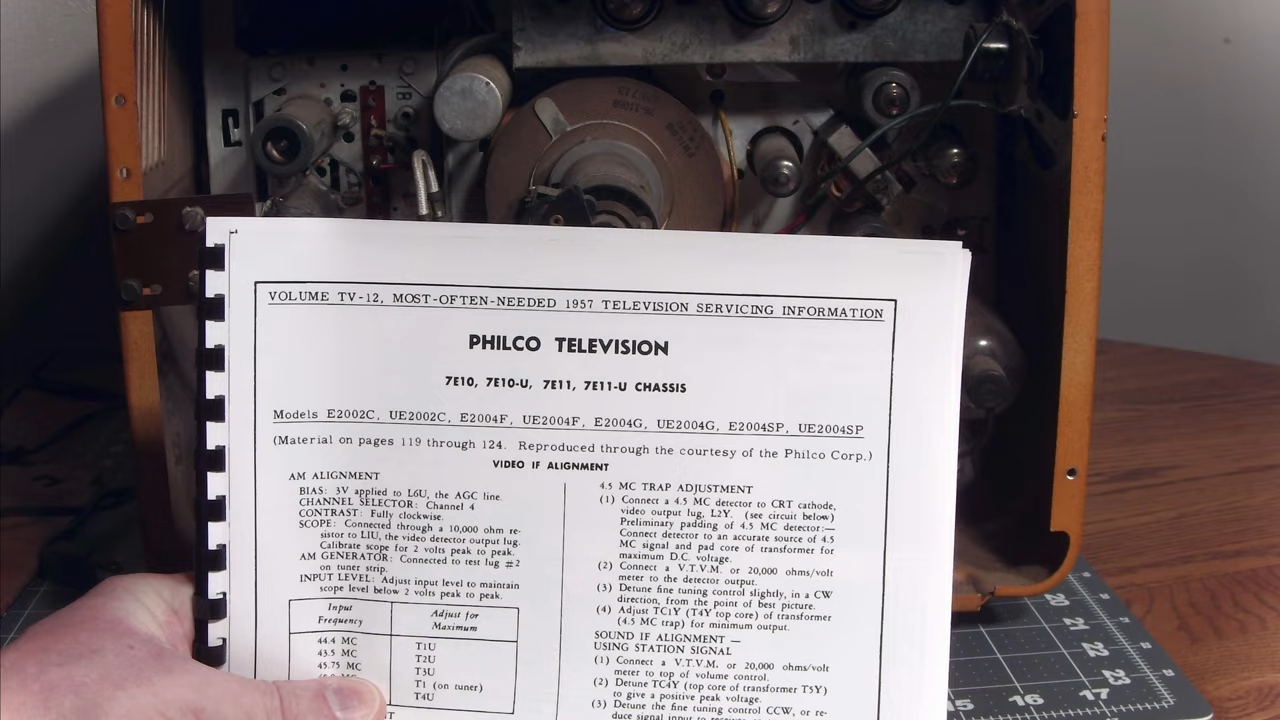 VOLUME TV-12, MOST-OFTEN-NEEDED 1957 TELEVISION SERVICING INFORMATION
PHILCO TELEVISION
7E10, 7E10-U, 7E11, 7E11-U CHASSIS
Models E2002C, UE2002C, E2004F, UE2004F, E2004G, UE2004G, E2004SP, UE2004SP
(Material on pages 119 through 124. Reproduced through the courtesy of the Philco Corp.)
VIDEO IF ALIGNMENT
AM ALIGNMENT
BIAS: 3V applied to L6U, the AGC line.
CHANNEL SELECTOR: Channel 4
CONTRAST: Fully clockwise.
SCOPE: Connected through a 10,000 ohm re-
sistor to LIU, the video detector output lug.
Calibrate scope for 2 volts peak to peak.
AM GENERATOR: Connected to test lug #2
on tuner strip.
INPUT LEVEL: Adjust input level to maintain
scope level below 2 volts peak to peak.
Input Frequency
Adjust for Maximum
44.4 MC T1U
43.5 MC T2U
45.75 MC T3U
T1 (on tuner)
T4U
4.5 MC TRAP ADJUSTMENT
(1) Connect a 4.5 MC detector to CRT cathode,
video output lug, L2Y. (see circuit below)
Preliminary padding of 4.5 MC detector:—
Connect detector to an accurate source of 4.5
MC signal and pad core of transformer for
maximum D.C. voltage.
(2) Connect a V.T.V.M. or 20,000 ohms/volt
meter to the detector output.
(3) Detune fine tuning control slightly, in a CW
direction, from the point of best picture.
(4) Adjust TC1Y (T4Y top core) of transformer
(4.5 MC trap) for minimum output.
SOUND IF ALIGNMENT —
USING STATION SIGNAL
(1) Connect a V.T.V.M. or 20,000 ohms/volt
meter to top of volume control.
(2) Detune TC4Y (top core of transformer T5Y)
to give a positive peak voltage.
(3) Detune the fine tuning control CCW, or re-
duce signal input to
20
21
22
23
15
16
17